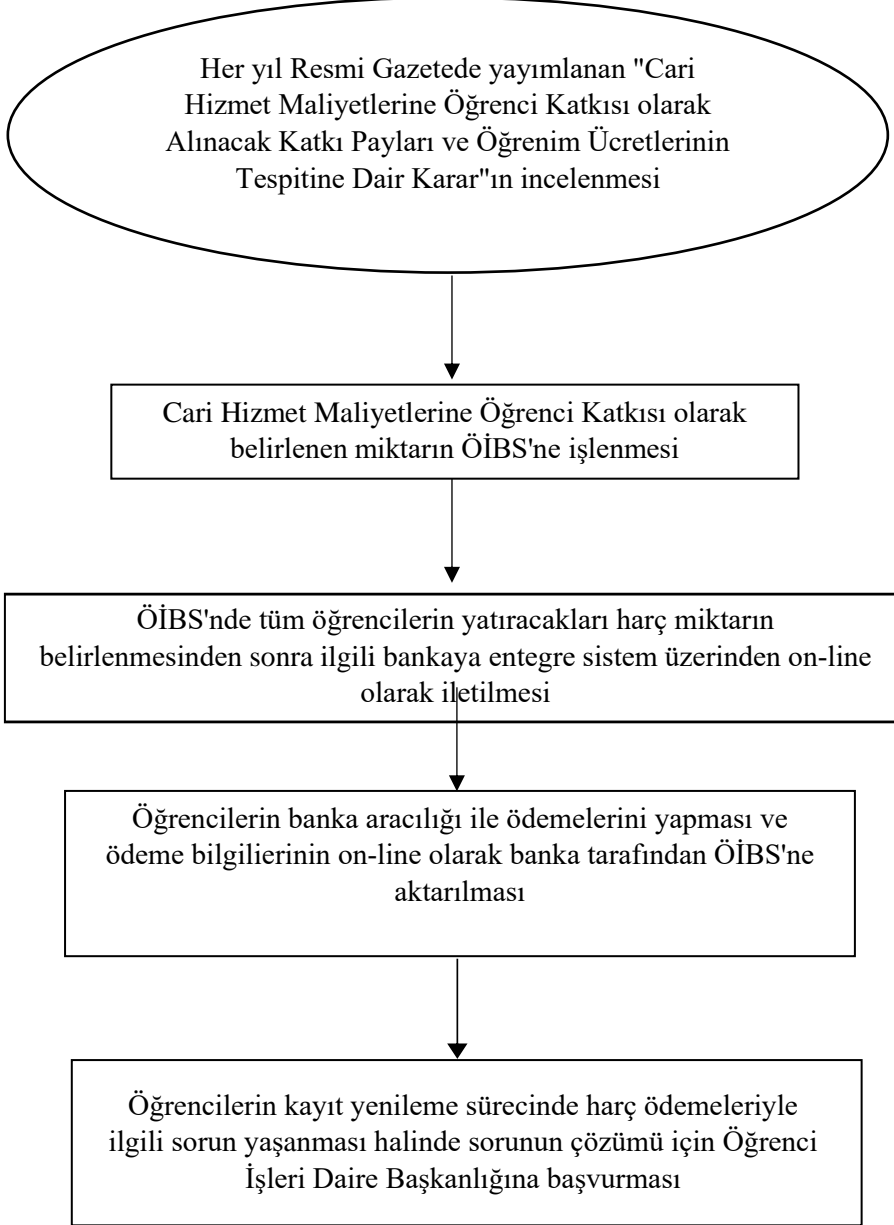 Her yıl Resmi Gazetede yayımlanan "Cari
Hizmet Maliyetlerine Öğrenci Katkısı olarak
Alınacak Katkı Payları ve Öğrenim Ücretlerinin
Tespitine Dair Karar"ın incelenmesi
Cari Hizmet Maliyetlerine Öğrenci Katkısı olarak
belirlenen miktarın ÖİBS'ne işlenmesi
ÖİBS'nde tüm öğrencilerin yatıracakları harç miktarın
belirlenmesinden sonra ilgili bankaya entegre sistem üzerinden on-line
olarak iletilmesi
Öğrencilerin banka aracılığı ile ödemelerini yapması ve
ödeme bilgilierinin on-line olarak banka tarafından ÖİBS'ne
aktarılması
Öğrencilerin kayıt yenileme sürecinde harç ödemeleriyle
ilgili sorun yaşanması halinde sorunun çözümü için Öğrenci
İşleri Daire Başkanlığına başvurması